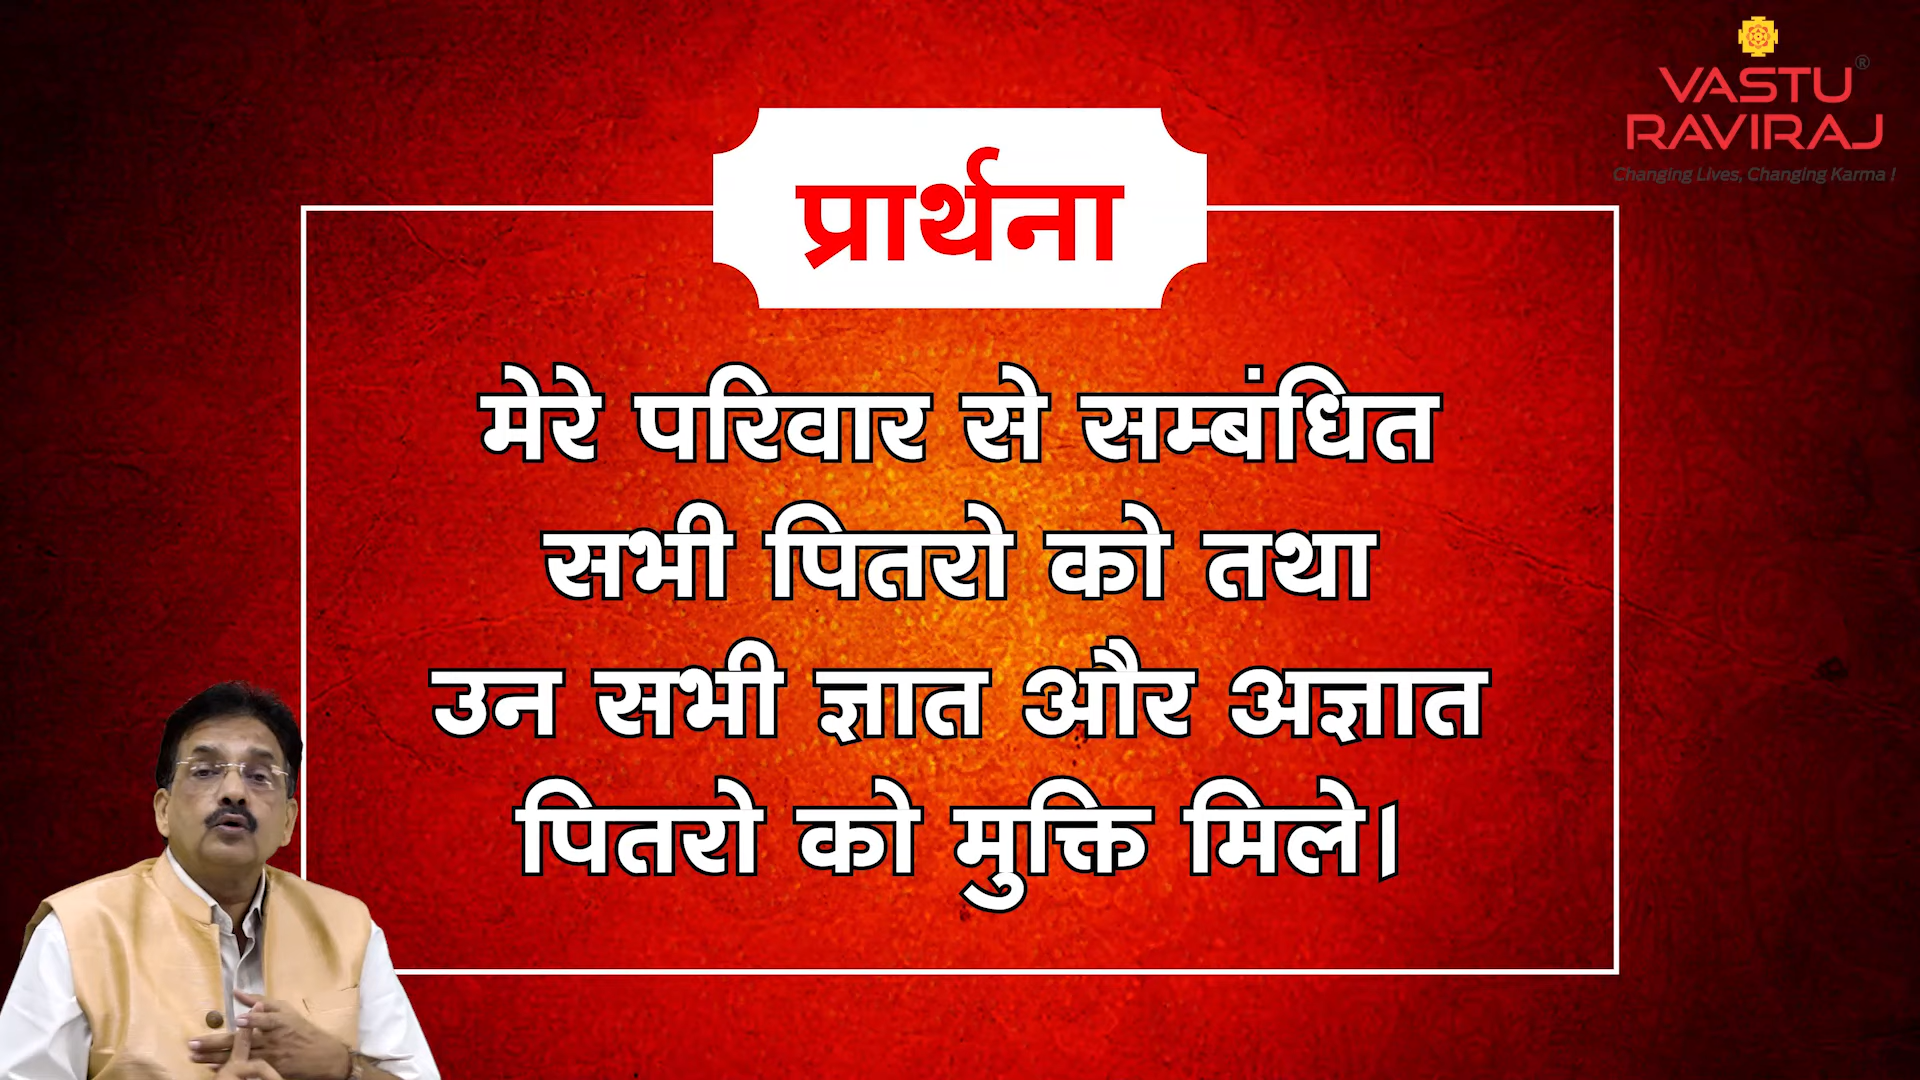 VASTU
RAVIRAJ
®
Changing Lives, Changing Karma !
प्रार्थना
मेरे परिवार से सम्बंधित
सभी पितरो को तथा
उन सभी ज्ञात और अज्ञात
पितरो को मुक्ति मिले।